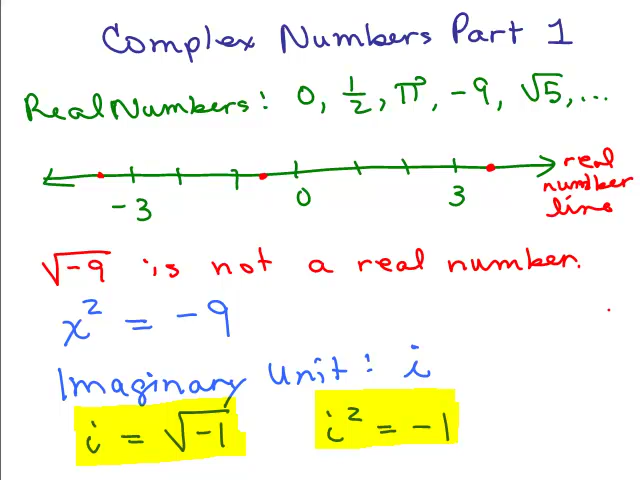 Complex Numbers Part 1
Real Numbers: 0, 1/2, π, -9, √5, ...
-3 0 3 real number line
√-9 is not a real number.
x² = -9
Imaginary Unit: i
i = √-1 i² = -1